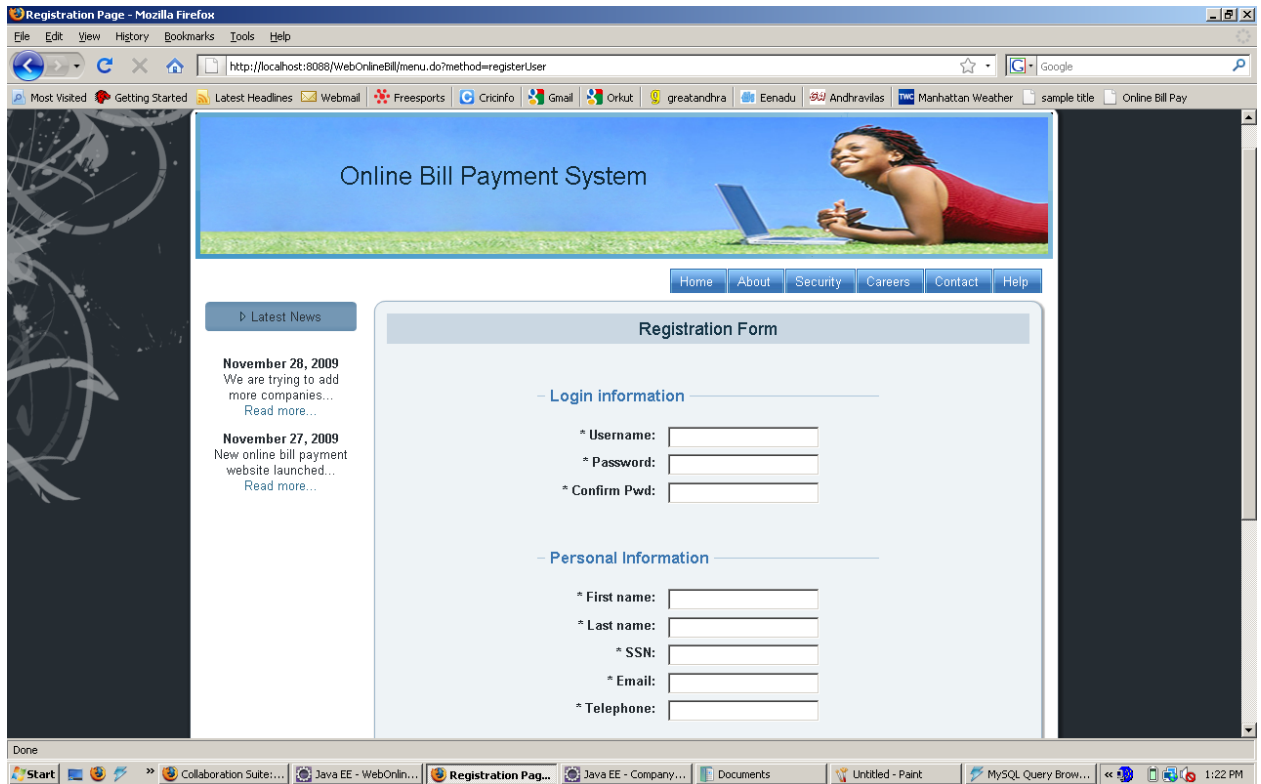 Registration Page - Mozilla Firefox
File Edit View History Bookmarks Tools Help
http://localhost:8088/WebOnlineBill/menu.do?method=registerUser
Google
Most Visited Getting Started Latest Headlines Webmail Freesports Cricinfo Gmail Orkut greatandhra Eenadu Andhravilas TWC Manhattan Weather sample title Online Bill Pay
Online Bill Payment System
Home About Security Careers Contact Help
Latest News
November 28, 2009
We are trying to add
more companies...
Read more...
November 27, 2009
New online bill payment
website launched...
Read more...
Registration Form
Login information
* Username:
* Password:
* Confirm Pwd:
Personal Information
* First name:
* Last name:
* SSN:
* Email:
* Telephone:
Done
Start Collaboration Suite:... Java EE - WebOnlin... Registration Pag... Java EE - Company... Documents Untitled - Paint MySQL Query Brow... 1:22 PM